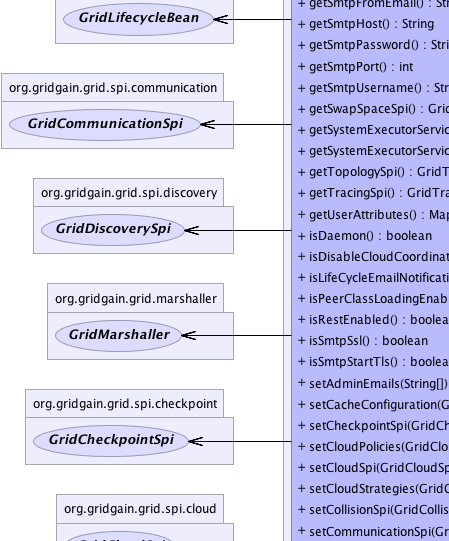 GridLifecycleBean
org.gridgain.grid.spi.communication
GridCommunicationSpi
org.gridgain.grid.spi.discovery
GridDiscoverySpi
org.gridgain.grid.marshaller
GridMarshaller
org.gridgain.grid.spi.checkpoint
GridCheckpointSpi
org.gridgain.grid.spi.cloud
+ getSmtpFromEmail() : Str
+ getSmtpHost() : String
+ getSmtpPassword() : Stri
+ getSmtpPort() : int
+ getSmtpUsername() : St
+ getSwapSpaceSpi() : Grid
+ getSystemExecutorServic
+ getSystemExecutorServic
+ getTopologySpi() : GridT
+ getTracingSpi() : GridTra
+ getUserAttributes() : Map
+ isDaemon() : boolean
+ isDisableCloudCoordinat
+ isLifeCycleEmailNotificati
+ isPeerClassLoadingEnab
+ isRestEnabled() : boolea
+ isSmtpSsl() : boolean
+ isSmtpStartTls() : boolea
+ setAdminEmails(String[])
+ setCacheConfiguration(G
+ setCheckpointSpi(GridCh
+ setCloudPolicies(GridClo
+ setCloudSpi(GridCloudSp
+ setCloudStrategies(GridC
+ setCollisionSpi(GridCollis
+ setCommunicationSpi(Gr